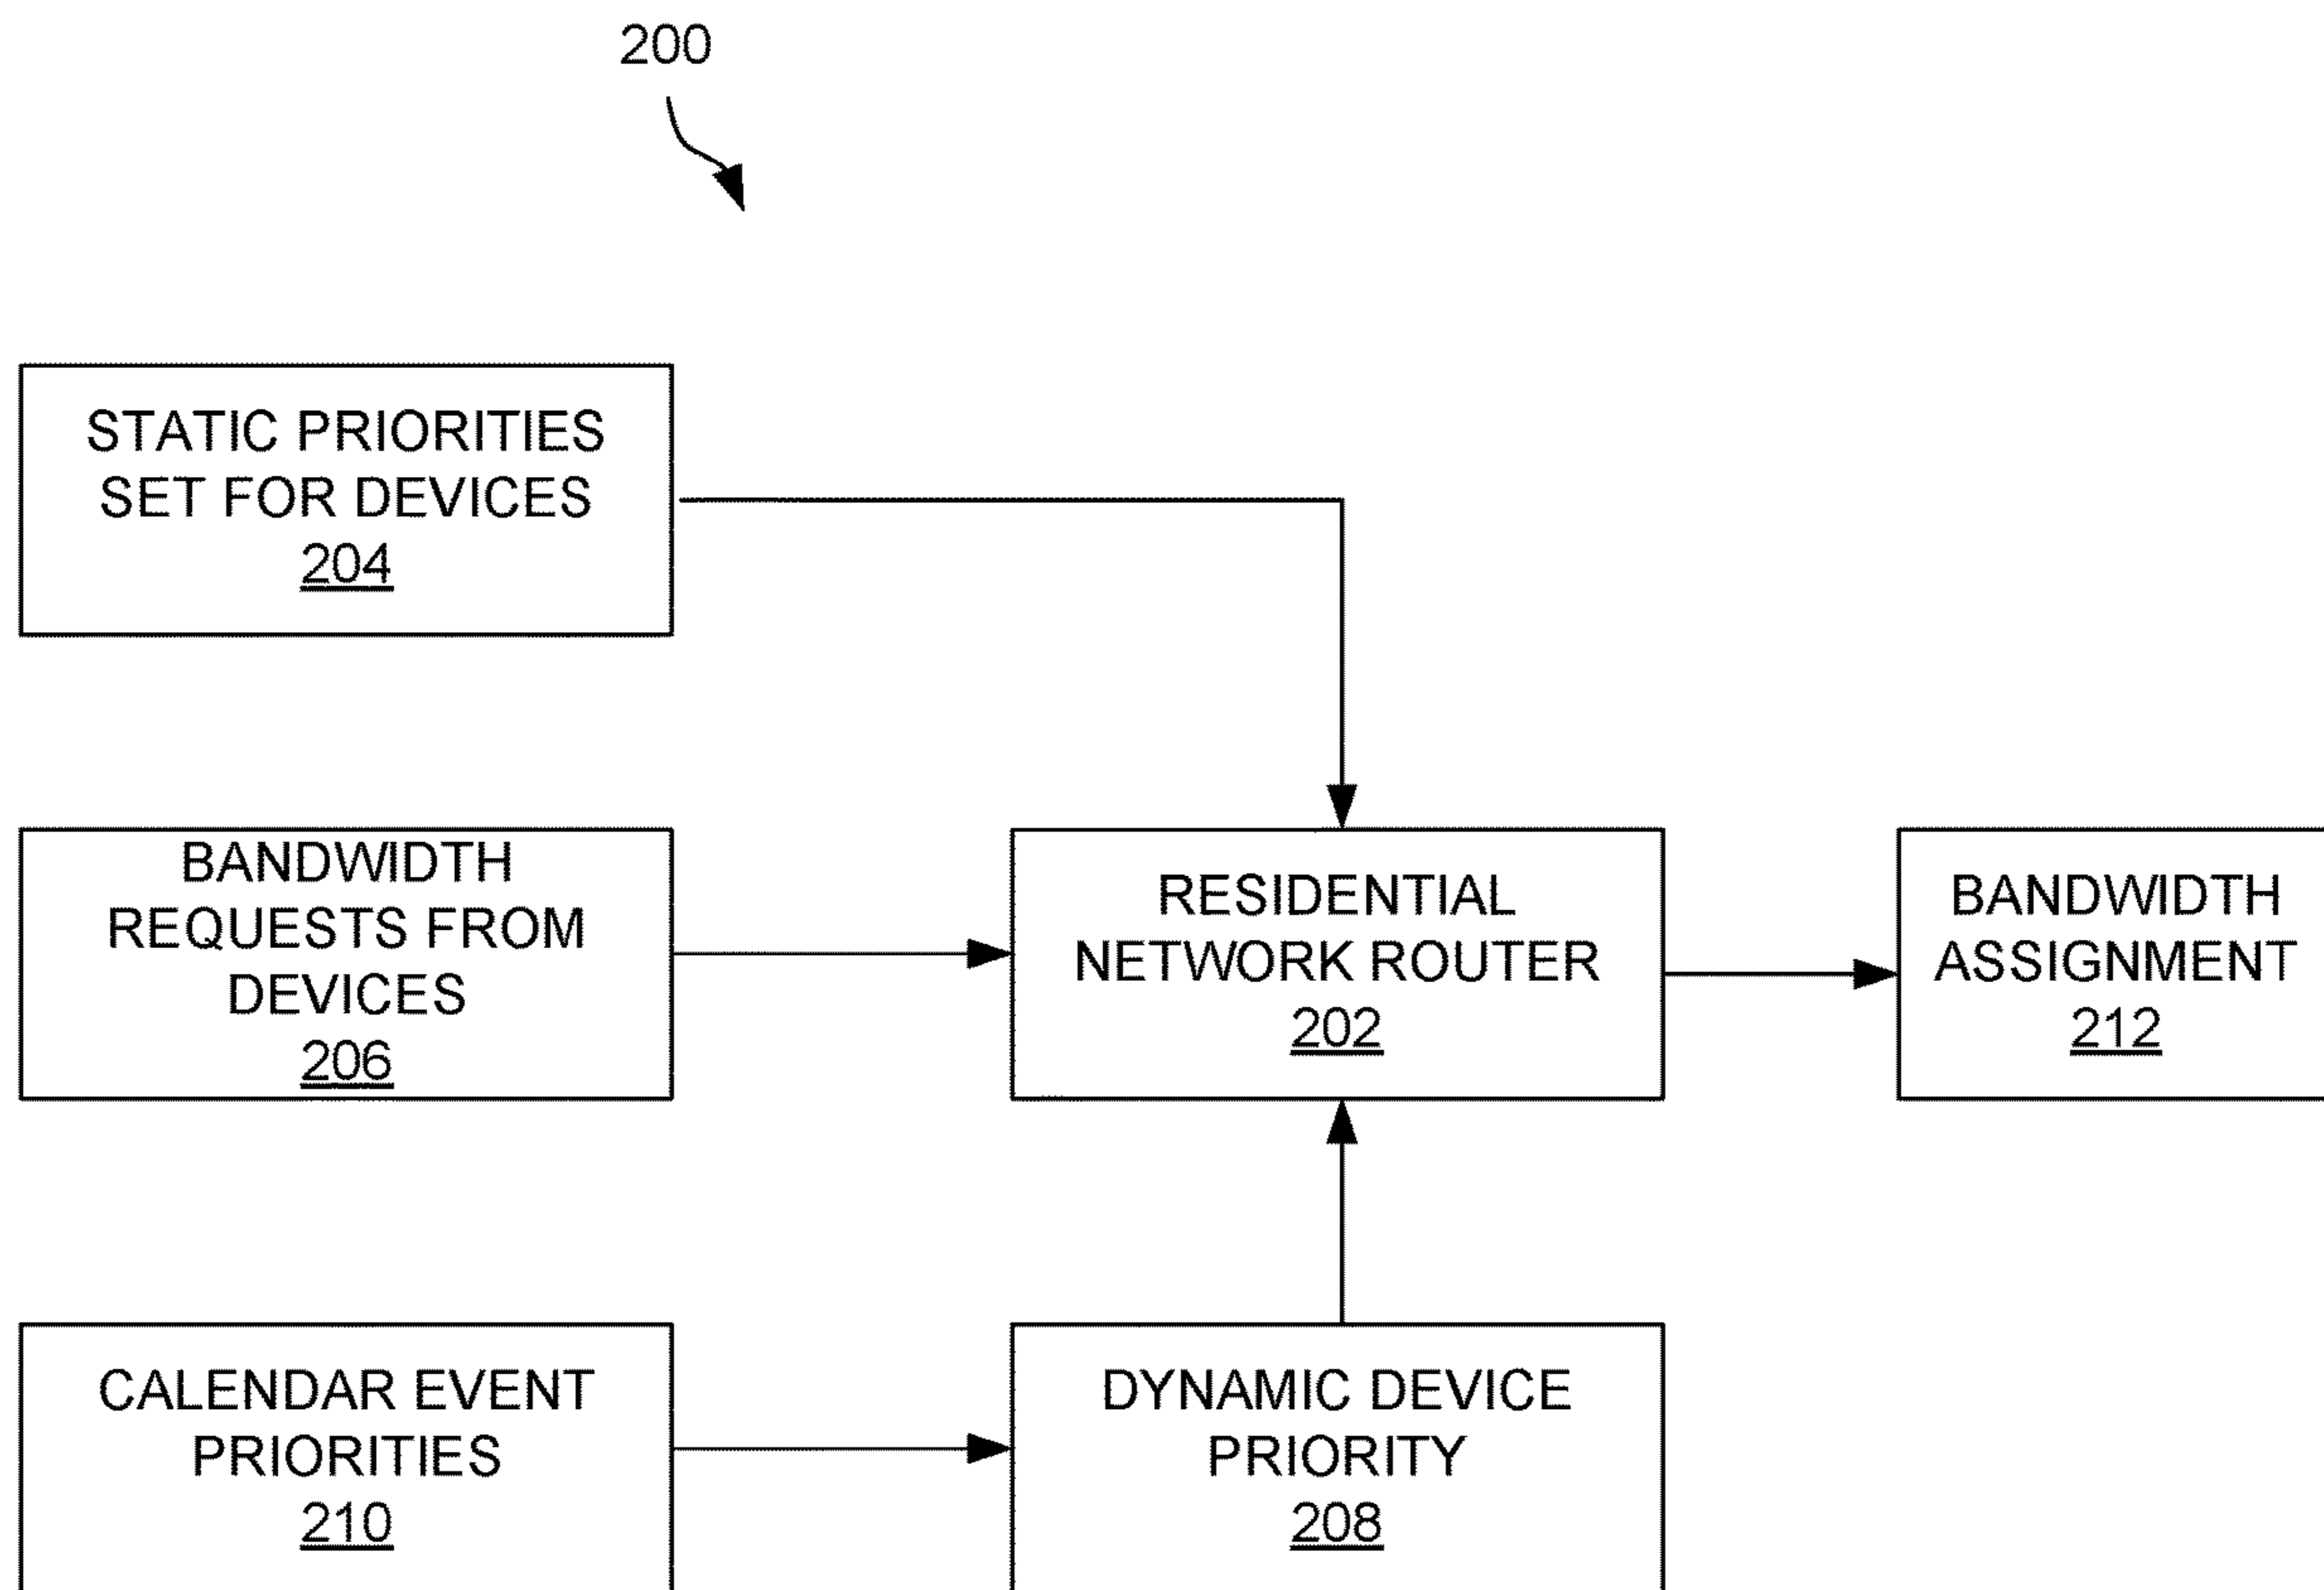 200
STATIC PRIORITIES
SET FOR DEVICES
204
BANDWIDTH
REQUESTS FROM
DEVICES
206
RESIDENTIAL
NETWORK ROUTER
202
BANDWIDTH
ASSIGNMENT
212
CALENDAR EVENT
PRIORITIES
210
DYNAMIC DEVICE
PRIORITY
208